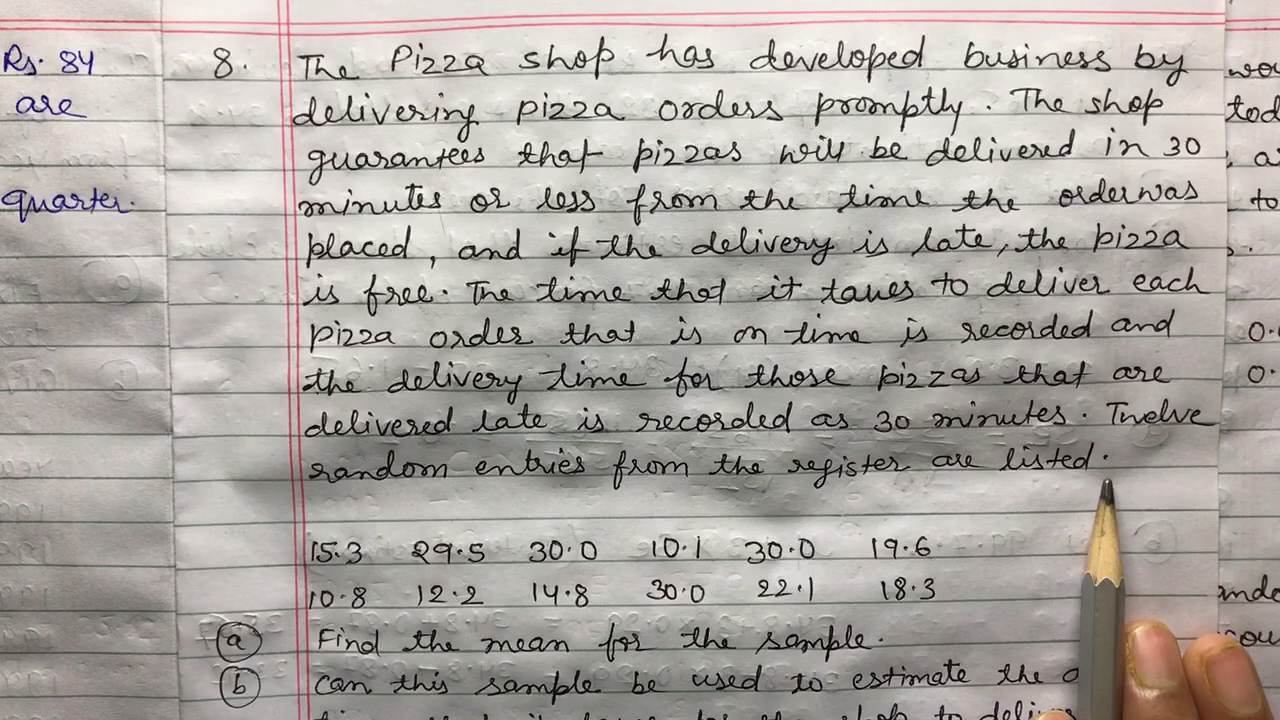 Rs. 84
are
quarter.
8. The Pizza shop has developed business by
delivering pizza orders promptly. The shop
guarantees that pizzas will be delivered in 30
minutes or less from the time the order was
placed, and if the delivery is late, the pizza
is free. The time that it takes to deliver each
pizza order that is on time is recorded and
the delivery time for those pizzas that are
delivered late is recorded as 30 minutes. Twelve
random entries from the register are listed.
15.3 29.5 30.0 10.1 30.0 19.6
10.8 12.2 14.8 30.0 22.1 18.3
(a) Find the mean for the sample.
(b) Can this sample be used to estimate the
to